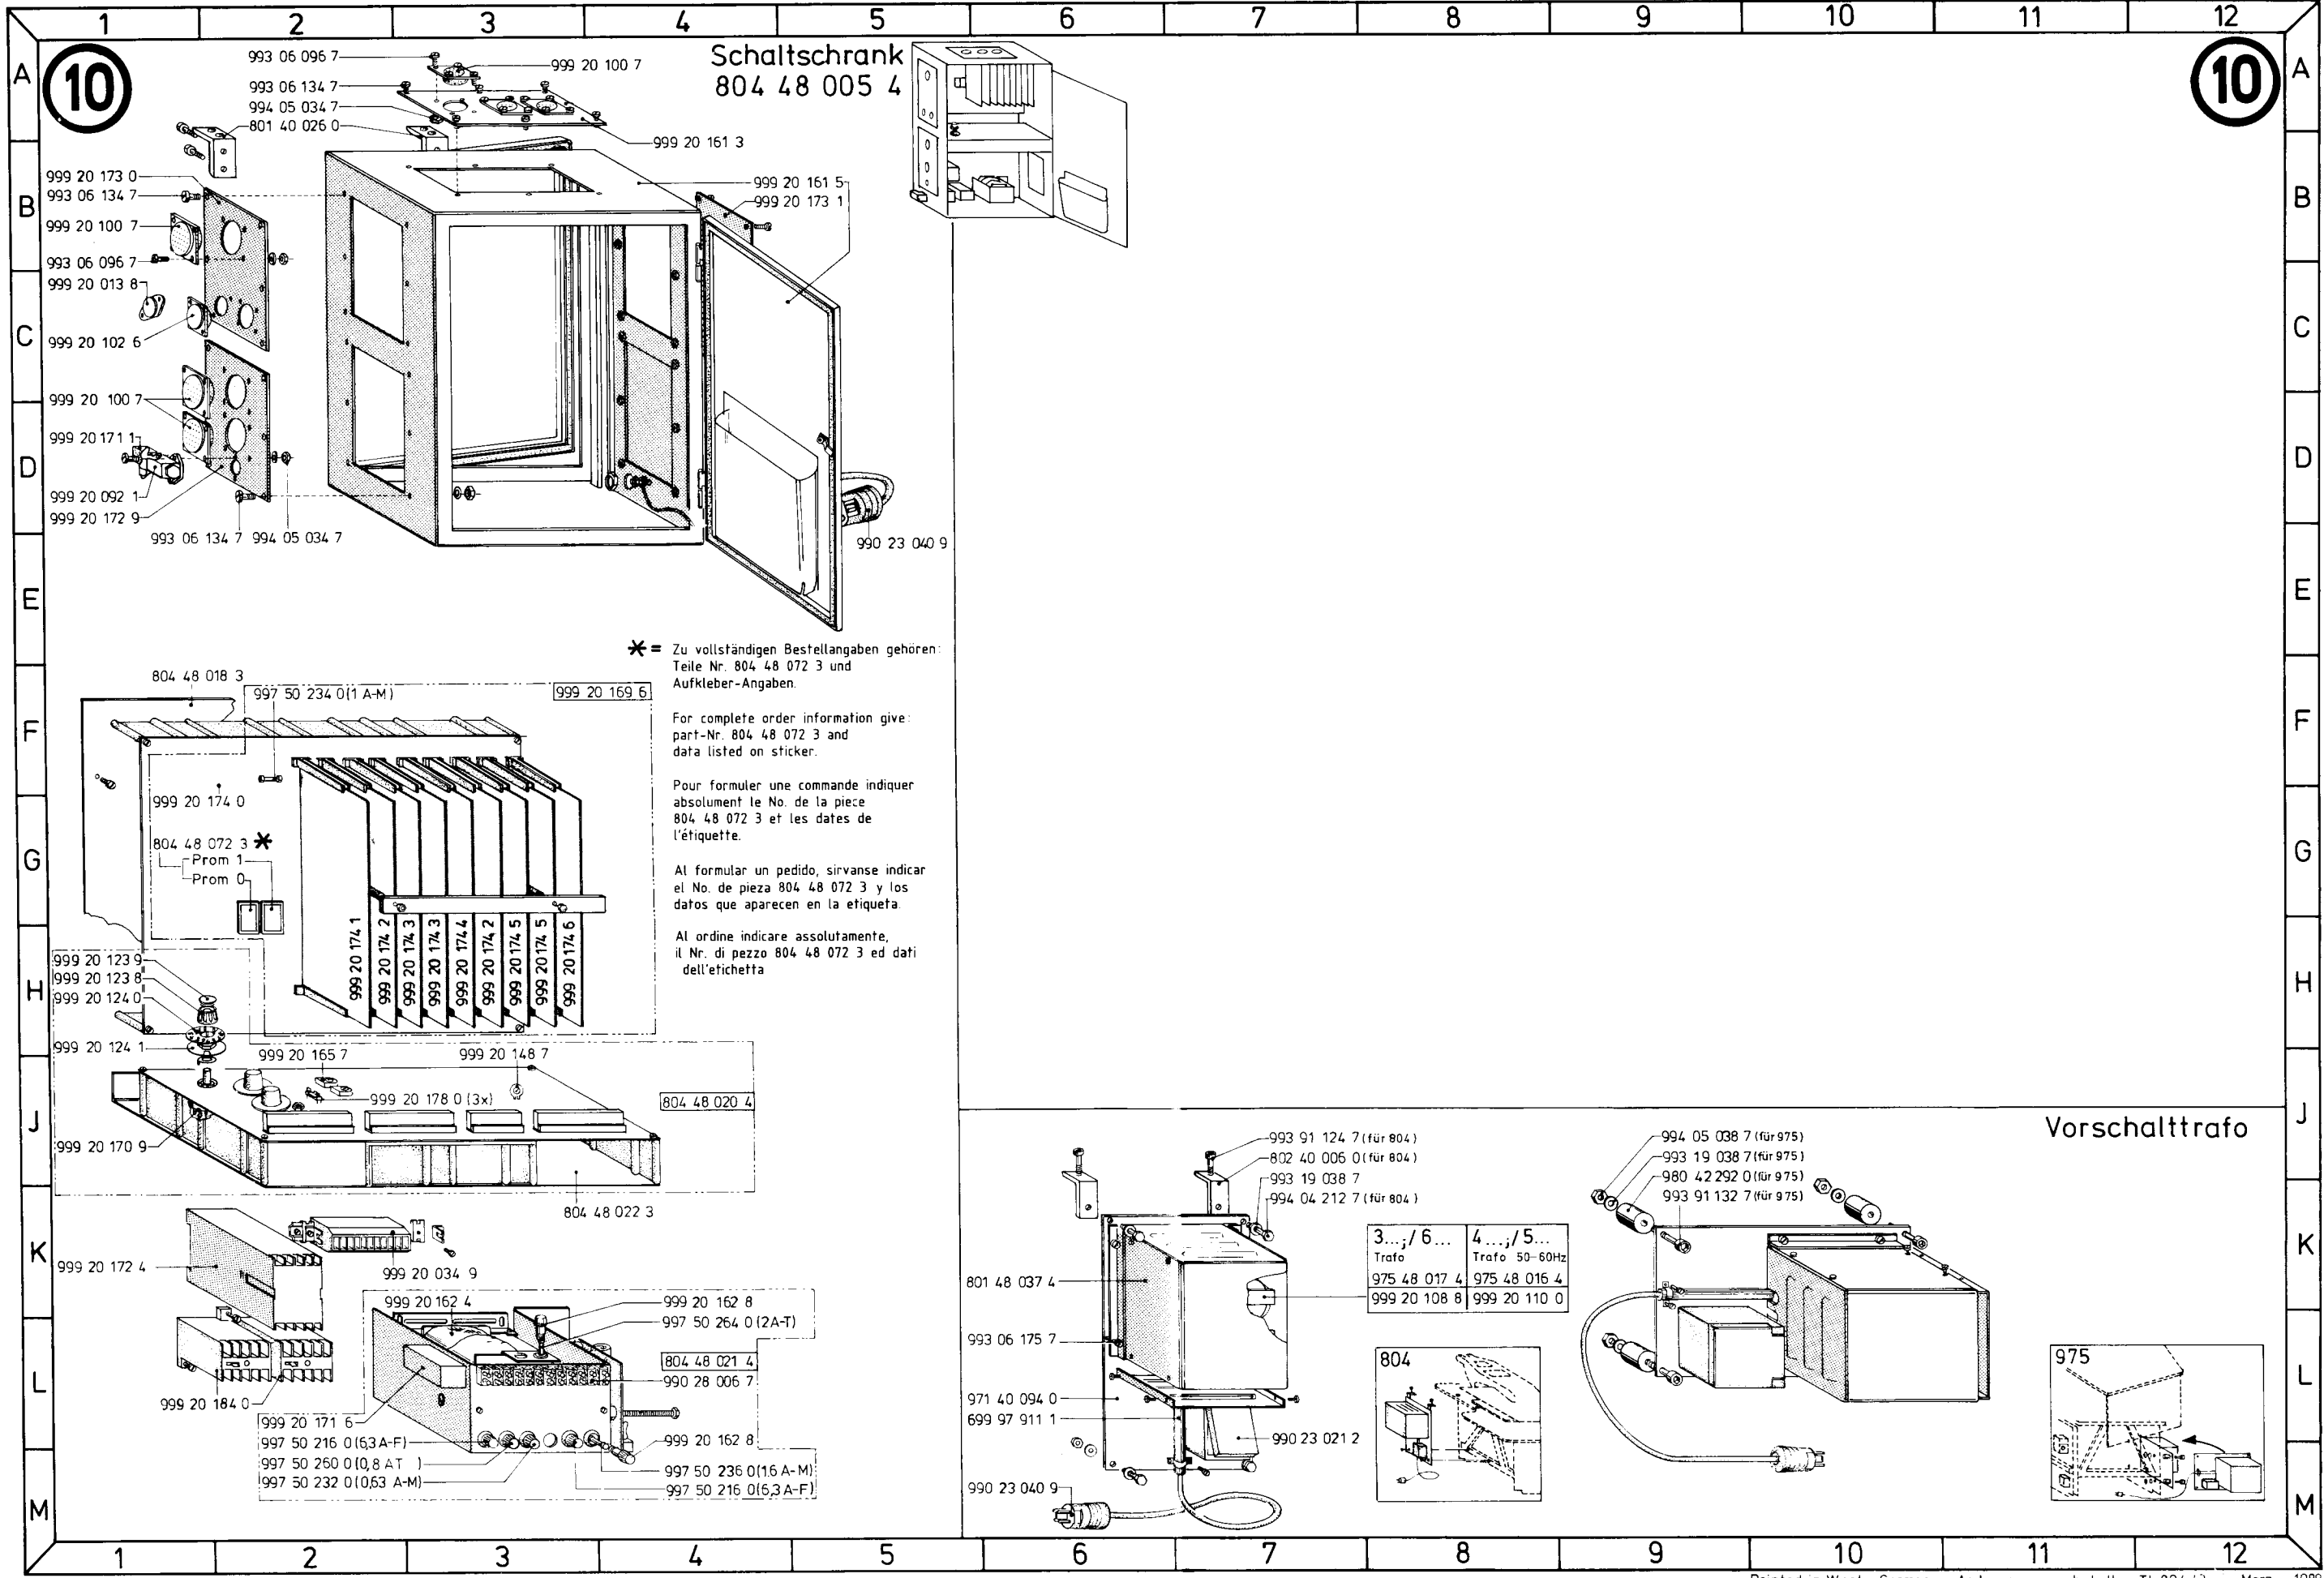 1 2 3 4 5 6 7 8 9 10 11 12
A
B
C
D
E
F
G
H
J
K
L
M
10
10
A
B
C
D
E
F
G
H
J
K
L
M
Schaltschrank
804 48 005 4
993 06 096 7
999 20 100 7
993 06 134 7
994 05 034 7
801 40 026 0
999 20 161 3
999 20 173 0
993 06 134 7
999 20 100 7
993 06 096 7
999 20 013 8
999 20 102 6
999 20 100 7
999 20 171 1
999 20 092 1
999 20 172 9
993 06 134 7 994 05 034 7
999 20 161 5
999 20 173 1
990 23 040 9
* = Zu vollständigen Bestellangaben gehören:
Teile Nr. 804 48 072 3 und
Aufkleber-Angaben.
For complete order information give:
part-Nr. 804 48 072 3 and
data listed on sticker.
Pour formuler une commande indiquer
absolument le No. de la piece
804 48 072 3 et les dates de
l'étiquette.
Al formular un pedido, sirvanse indicar
el No. de pieza 804 48 072 3 y los
datos que aparecen en la etiqueta.
Al ordine indicare assolutamente,
il Nr. di pezzo 804 48 072 3 ed dati
dell'etichetta
804 48 018 3
997 50 234 0 (1 A-M)
999 20 169 6
999 20 174 0
804 48 072 3 *
Prom 1
Prom 0
999 20 174 1
999 20 174 2
999 20 174 3
999 20 174 3
999 20 174 4
999 20 174 2
999 20 174 5
999 20 174 5
999 20 174 6
999 20 123 9
999 20 123 8
999 20 124 0
999 20 124 1
999 20 165 7
999 20 148 7
999 20 178 0 (3x)
804 48 020 4
999 20 170 9
804 48 022 3
999 20 172 4
999 20 034 9
999 20 184 0
999 20 162 4
999 20 162 8
997 50 264 0 (2A-T)
804 48 021 4
990 28 006 7
999 20 171 6
997 50 216 0 (6,3 A-F)
997 50 260 0 (0,8 AT )
997 50 232 0 (0,63 A-M)
999 20 162 8
997 50 236 0 (1,6 A-M)
997 50 216 0 (6,3 A-F)
Vorschalttrafo
993 91 124 7 (für 804)
802 40 006 0 (für 804)
993 19 038 7
994 04 212 7 (für 804)
801 48 037 4
993 06 175 7
971 40 094 0
699 97 911 1
990 23 021 2
990 23 040 9
3...;/ 6... 4...;/ 5...
Trafo Trafo 50-60Hz
975 48 017 4 975 48 016 4
999 20 108 8 999 20 110 0
804
994 05 038 7 (für 975)
993 19 038 7 (für 975)
980 42 292 0 (für 975)
993 91 132 7 (für 975)
975
1 2 3 4 5 6 7 8 9 10 11 12